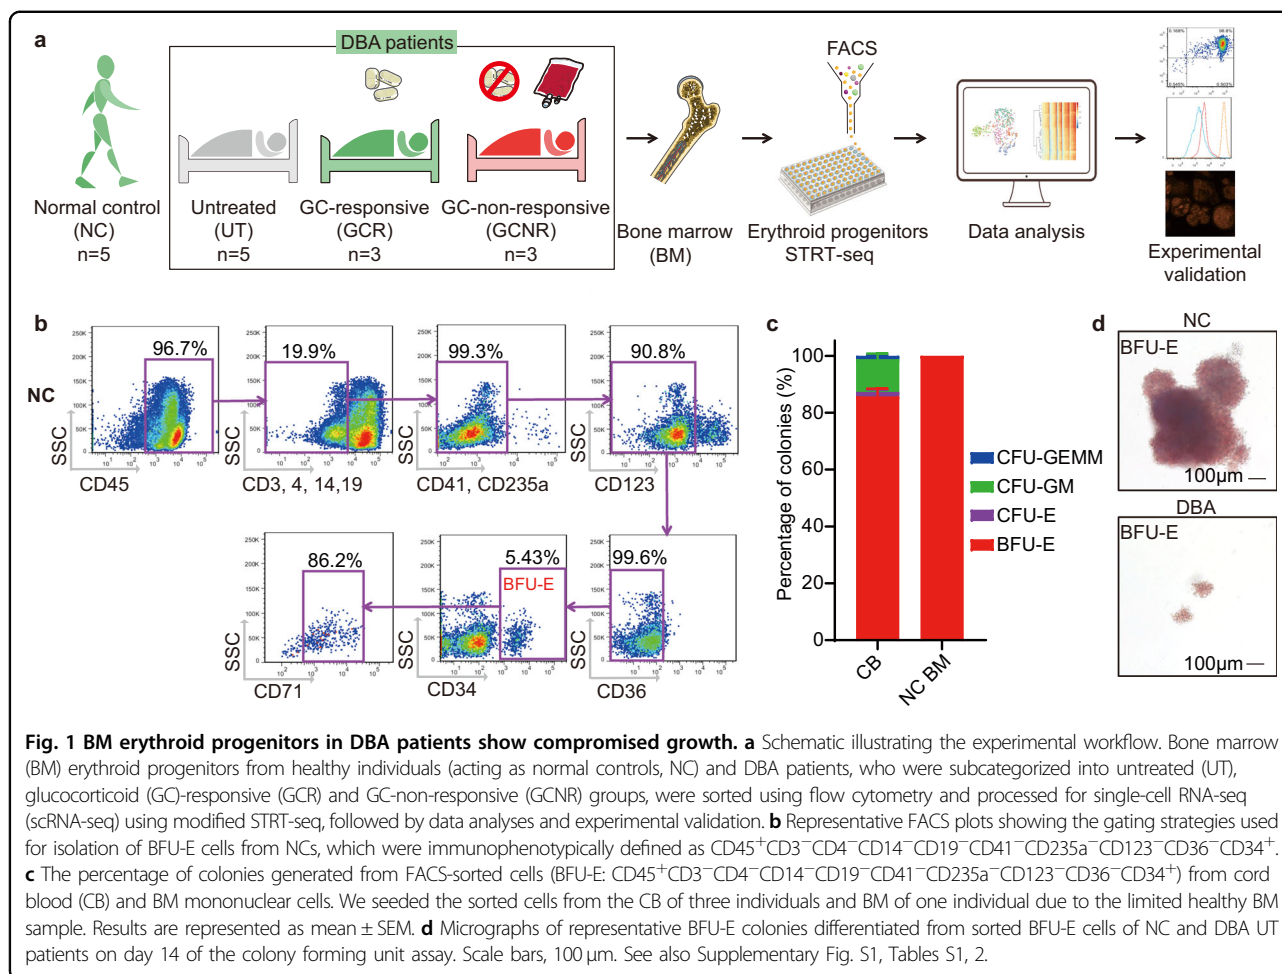 a
DBA patients
FACS
Normal control
(NC)
n=5
Untreated
(UT)
n=5
GC-responsive
(GCR)
n=3
GC-non-responsive
(GCNR)
n=3
Bone marrow
(BM)
Erythroid progenitors
STRT-seq
Data analysis
Experimental
validation
b
NC
96.7%
SSC
CD45
19.9%
SSC
CD3, 4, 14,19
99.3%
SSC
CD41, CD235a
90.8%
SSC
CD123
86.2%
SSC
CD71
5.43%
BFU-E
SSC
CD34
99.6%
SSC
CD36
c
Percentage of colonies (%)
100
80
60
40
20
0
CB
NC BM
CFU-GEMM
CFU-GM
CFU-E
BFU-E
d
NC
BFU-E
100µm
DBA
BFU-E
100µm
Fig. 1 BM erythroid progenitors in DBA patients show compromised growth. a Schematic illustrating the experimental workflow. Bone marrow
(BM) erythroid progenitors from healthy individuals (acting as normal controls, NC) and DBA patients, who were subcategorized into untreated (UT),
glucocorticoid (GC)-responsive (GCR) and GC-non-responsive (GCNR) groups, were sorted using flow cytometry and processed for single-cell RNA-seq
(scRNA-seq) using modified STRT-seq, followed by data analyses and experimental validation. b Representative FACS plots showing the gating strategies used
for isolation of BFU-E cells from NCs, which were immunophenotypically defined as CD45⁺CD3⁻CD4⁻CD14⁻CD19⁻CD41⁻CD235a⁻CD123⁻CD36⁻CD34⁺.
c The percentage of colonies generated from FACS-sorted cells (BFU-E: CD45⁺CD3⁻CD4⁻CD14⁻CD19⁻CD41⁻CD235a⁻CD123⁻CD36⁻CD34⁺) from cord
blood (CB) and BM mononuclear cells. We seeded the sorted cells from the CB of three individuals and BM of one individual due to the limited healthy BM
sample. Results are represented as mean ± SEM. d Micrographs of representative BFU-E colonies differentiated from sorted BFU-E cells of NC and DBA UT
patients on day 14 of the colony forming unit assay. Scale bars, 100 µm. See also Supplementary Fig. S1, Tables S1, 2.